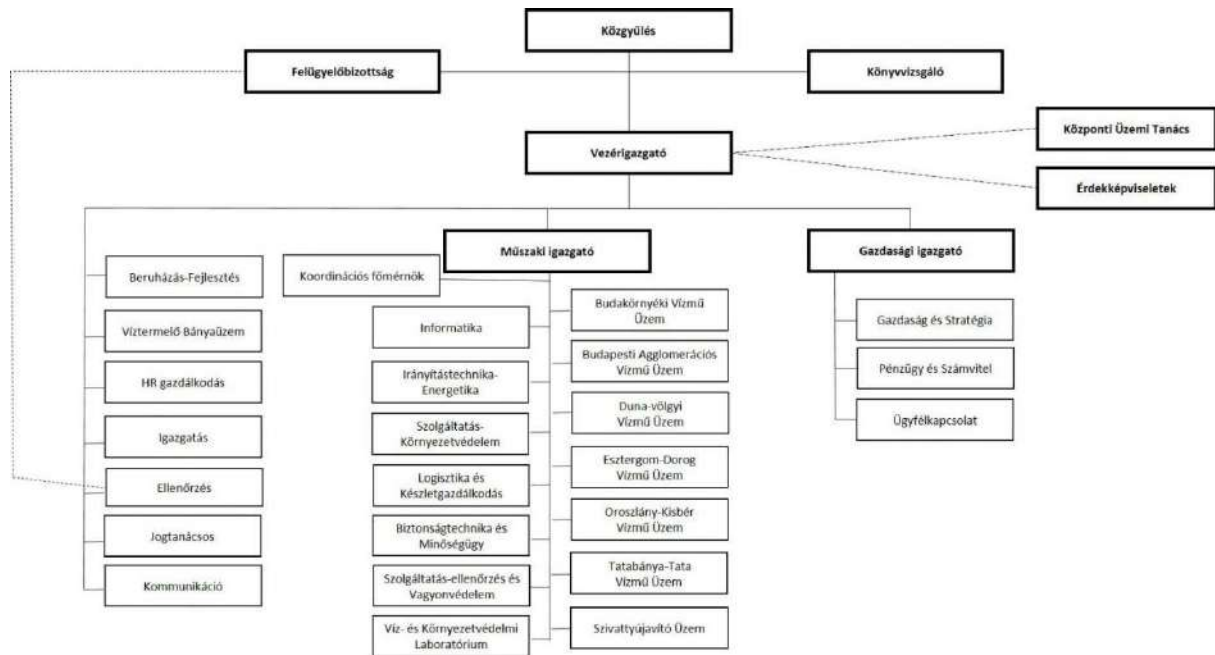 Közgyűlés
Felügyelőbizottság
Könyvvizsgáló
Vezérigazgató
Központi Üzemi Tanács
Érdekképviseletek
Műszaki igazgató
Gazdasági igazgató
Beruházás-Fejlesztés
Víztermelő Bányaüzem
HR gazdálkodás
Igazgatás
Ellenőrzés
Jogtanácsos
Kommunikáció
Koordinációs főmérnök
Informatika
Irányítástechnika-
Energetika
Szolgáltatás-
Környezetvédelem
Logisztika és
Készletgazdálkodás
Biztonságtechnika és
Minőségügy
Szolgáltatás-ellenőrzés és
Vagyonvédelem
Víz- és Környezetvédelmi
Laboratórium
Budakörnyéki Vízmű
Üzem
Budapesti Agglomerációs
Vízmű Üzem
Duna-völgyi
Vízmű Üzem
Esztergom-Dorog
Vízmű Üzem
Oroszlány-Kisbér
Vízmű Üzem
Tatabánya-Tata
Vízmű Üzem
Szivattyújavító Üzem
Gazdaság és Stratégia
Pénzügy és Számvitel
Ügyfélkapcsolat